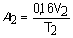 A₂ = 0,16V₂ / T₂